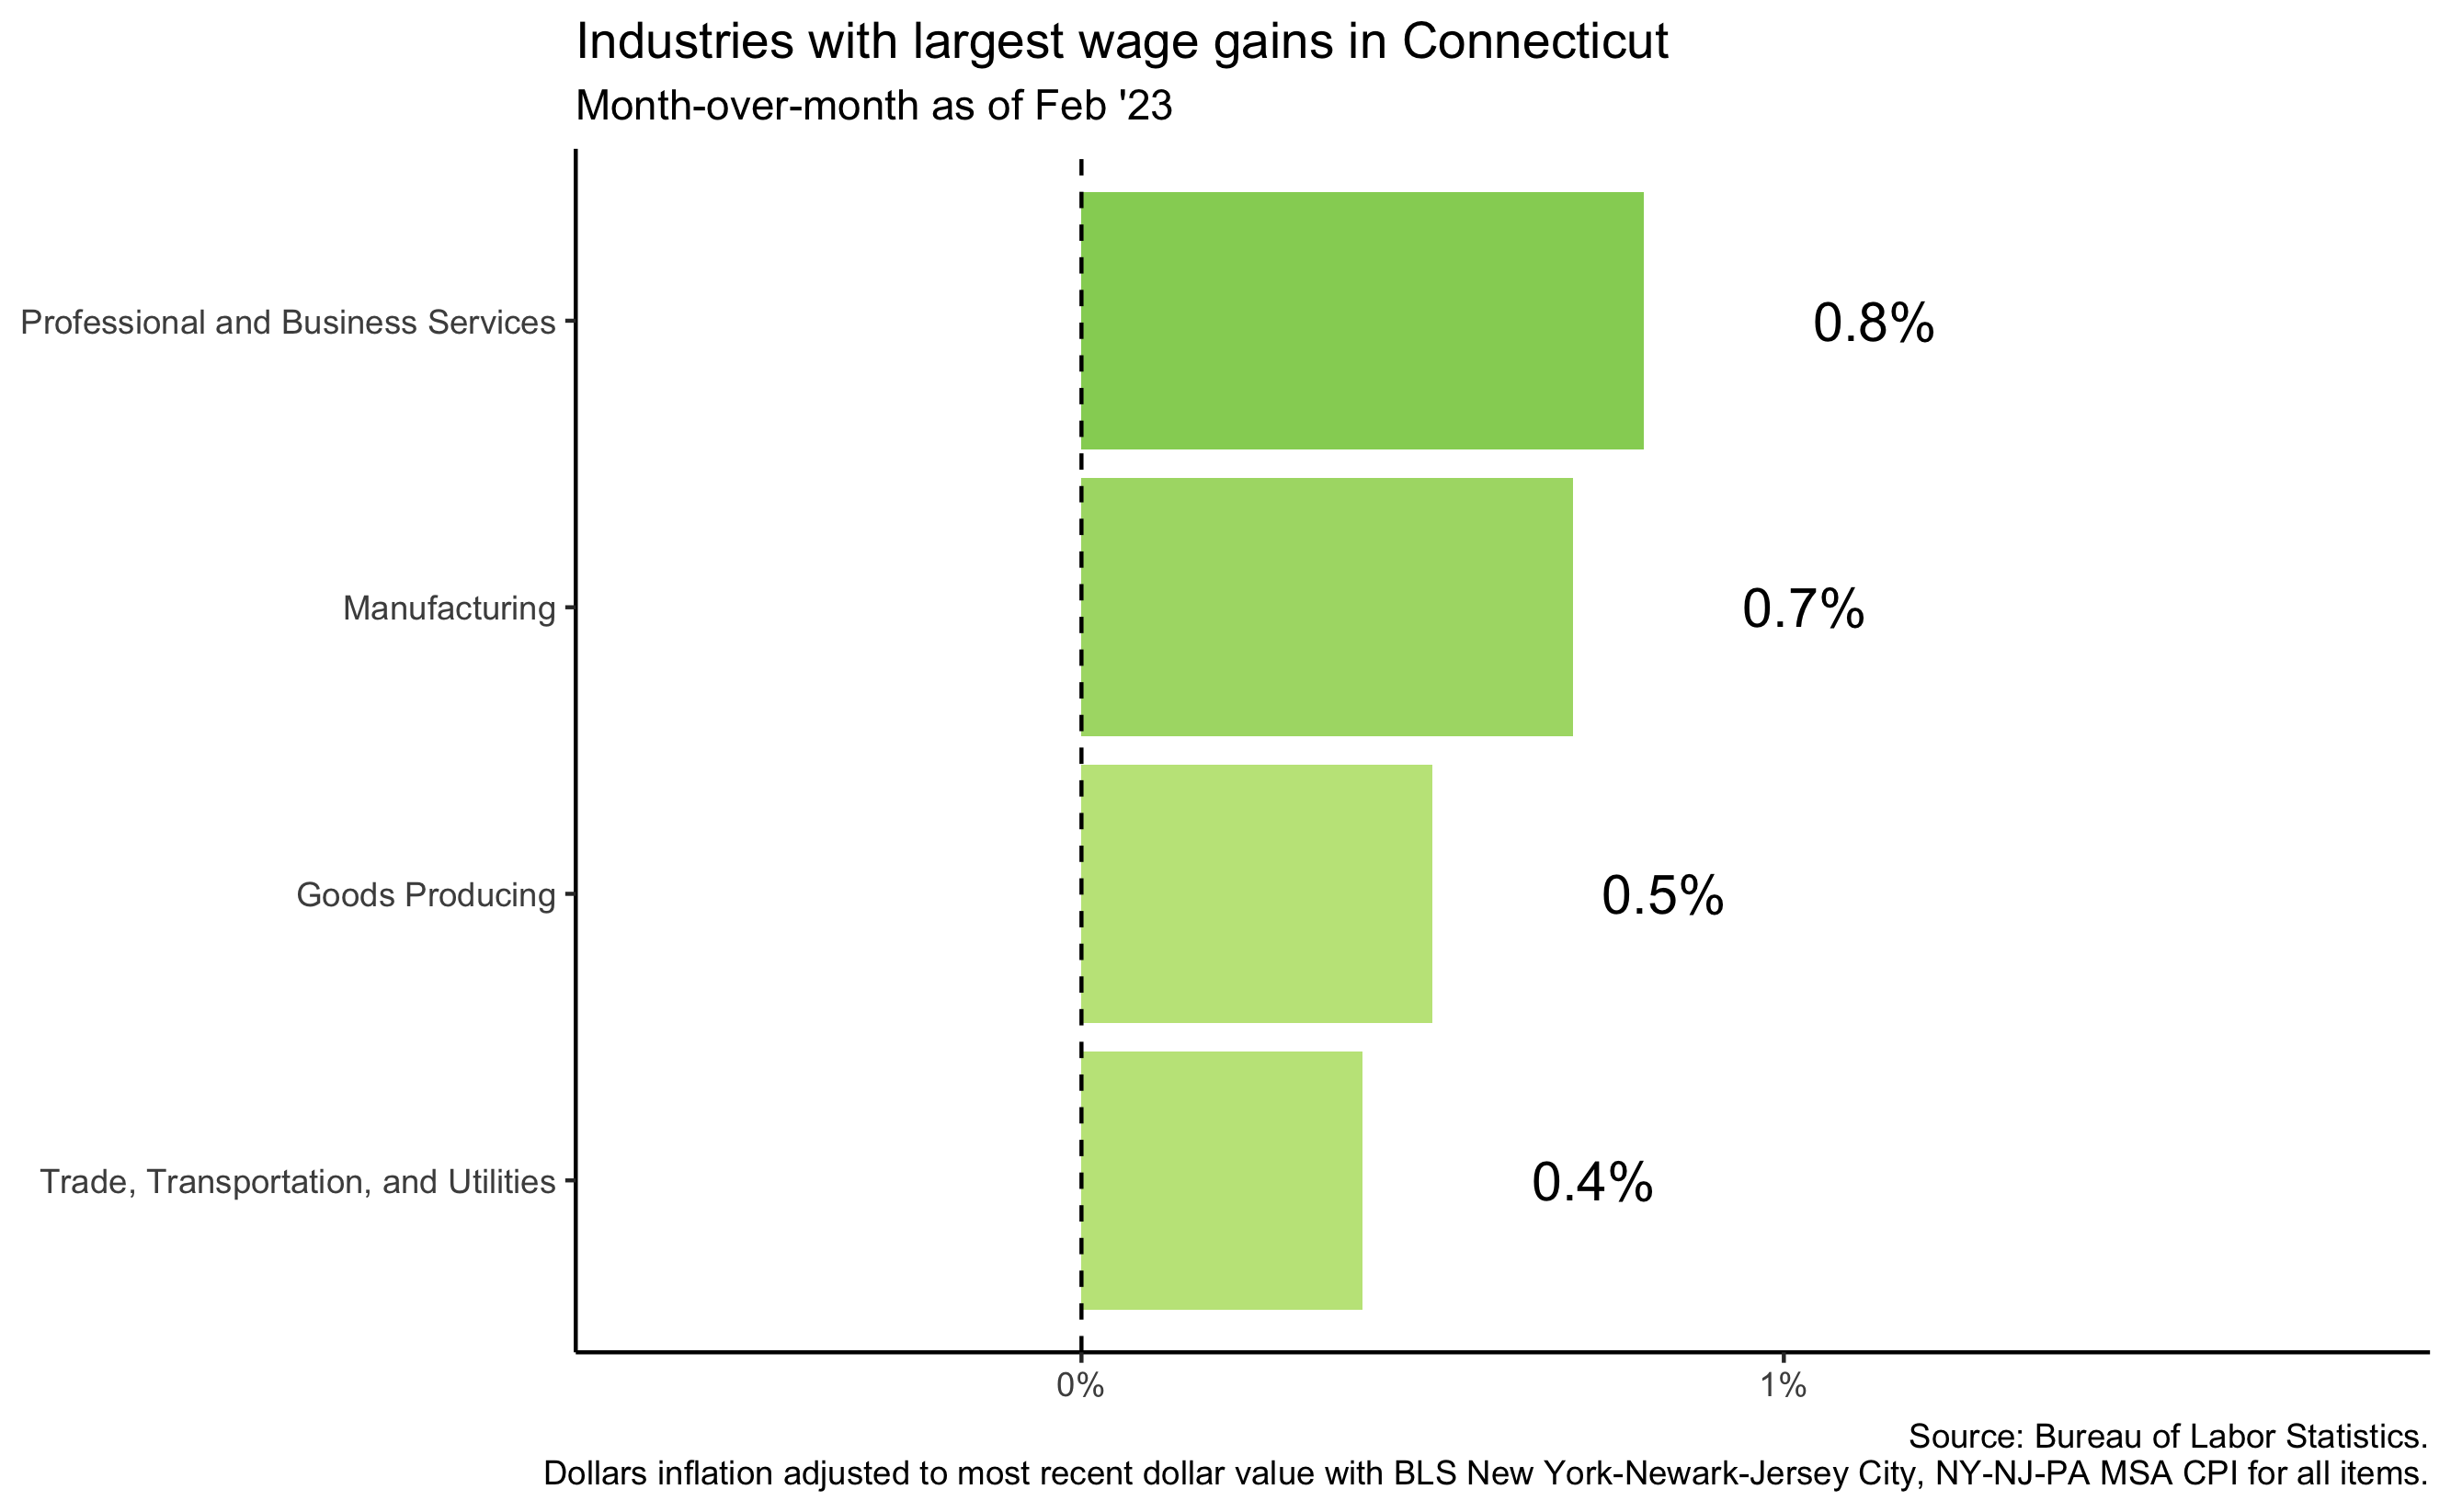 Industries with largest wage gains in Connecticut
Month-over-month as of Feb '23
Professional and Business Services
0.8%
Manufacturing
0.7%
Goods Producing
0.5%
Trade, Transportation, and Utilities
0.4%
0%
1%
Source: Bureau of Labor Statistics.
Dollars inflation adjusted to most recent dollar value with BLS New York-Newark-Jersey City, NY-NJ-PA MSA CPI for all items.